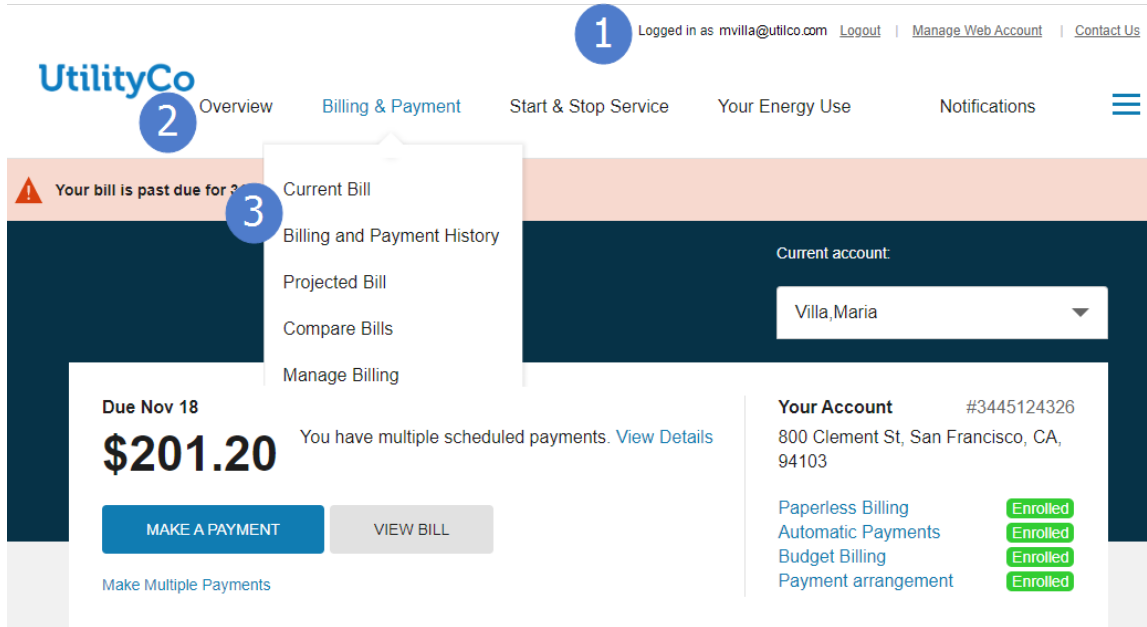 1
Logged in as mvilla@utilco.com Logout | Manage Web Account | Contact Us
UtilityCo
2
Overview Billing & Payment Start & Stop Service Your Energy Use Notifications
Your bill is past due for
3
Current Bill
Billing and Payment History
Projected Bill
Compare Bills
Manage Billing
Current account:
Villa,Maria
Due Nov 18
$201.20
You have multiple scheduled payments. View Details
MAKE A PAYMENT VIEW BILL
Make Multiple Payments
Your Account #3445124326
800 Clement St, San Francisco, CA,
94103
Paperless Billing Enrolled
Automatic Payments Enrolled
Budget Billing Enrolled
Payment arrangement Enrolled